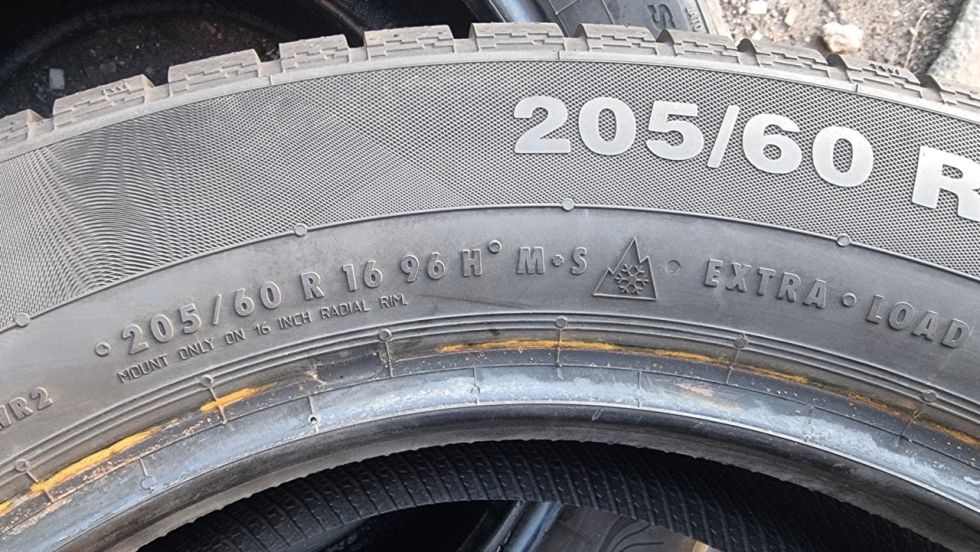 205/60 R
205/60 R 16 96 H M•S EXTRA • LOAD
MOUNT ONLY ON 16 INCH RADIAL RIM.